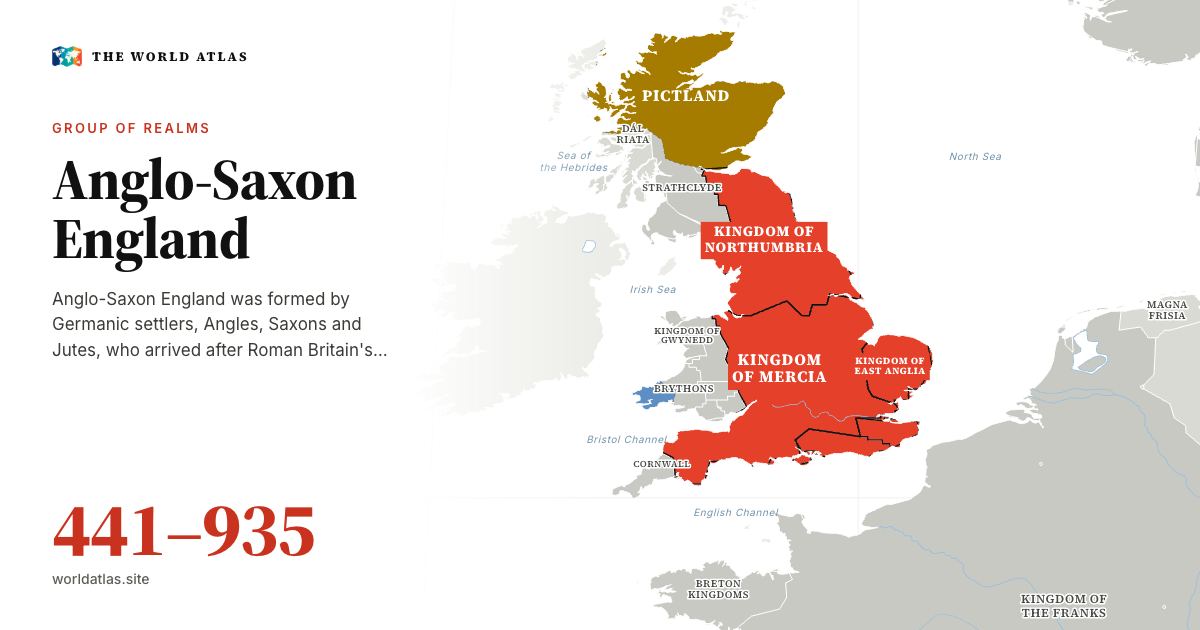 THE WORLD ATLAS
GROUP OF REALMS
Anglo-Saxon
England
Anglo-Saxon England was formed by
Germanic settlers, Angles, Saxons and
Jutes, who arrived after Roman Britain's...
441–935
worldatlas.site
PICTLAND
DÁL
RIATA
Sea of
the Hebrides
North Sea
STRATHCLYDE
KINGDOM OF
NORTHUMBRIA
Irish Sea
MAGNA
FRISIA
KINGDOM OF
GWYNEDD
KINGDOM
OF MERCIA
KINGDOM OF
EAST ANGLIA
BRYTHONS
Bristol Channel
CORNWALL
English Channel
BRETON
KINGDOMS
KINGDOM OF
THE FRANKS